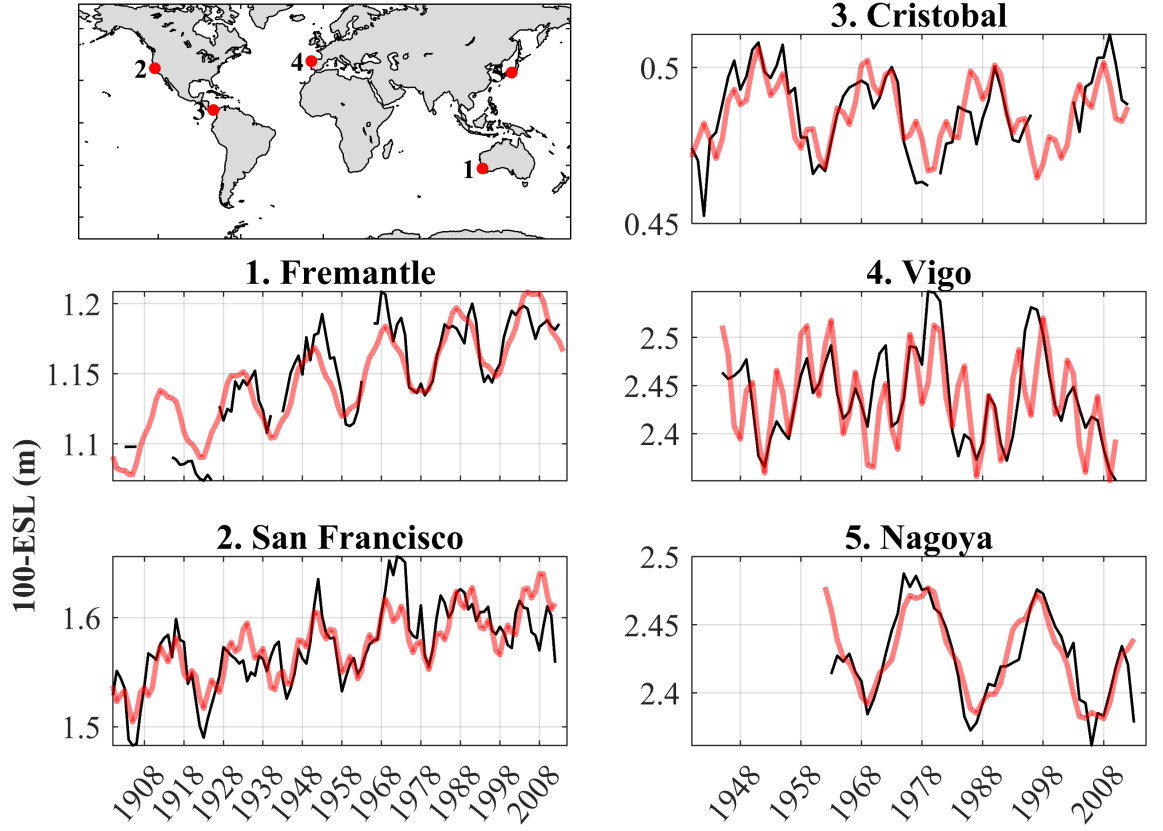 2
3
4
5
1
3. Cristobal
0.5
0.45
1. Fremantle
1.2
1.15
1.1
4. Vigo
2.5
2.45
2.4
100-ESL (m)
2. San Francisco
1.6
1.5
1908 1918 1928 1938 1948 1958 1968 1978 1988 1998 2008
5. Nagoya
2.5
2.45
2.4
1948 1958 1968 1978 1988 1998 2008